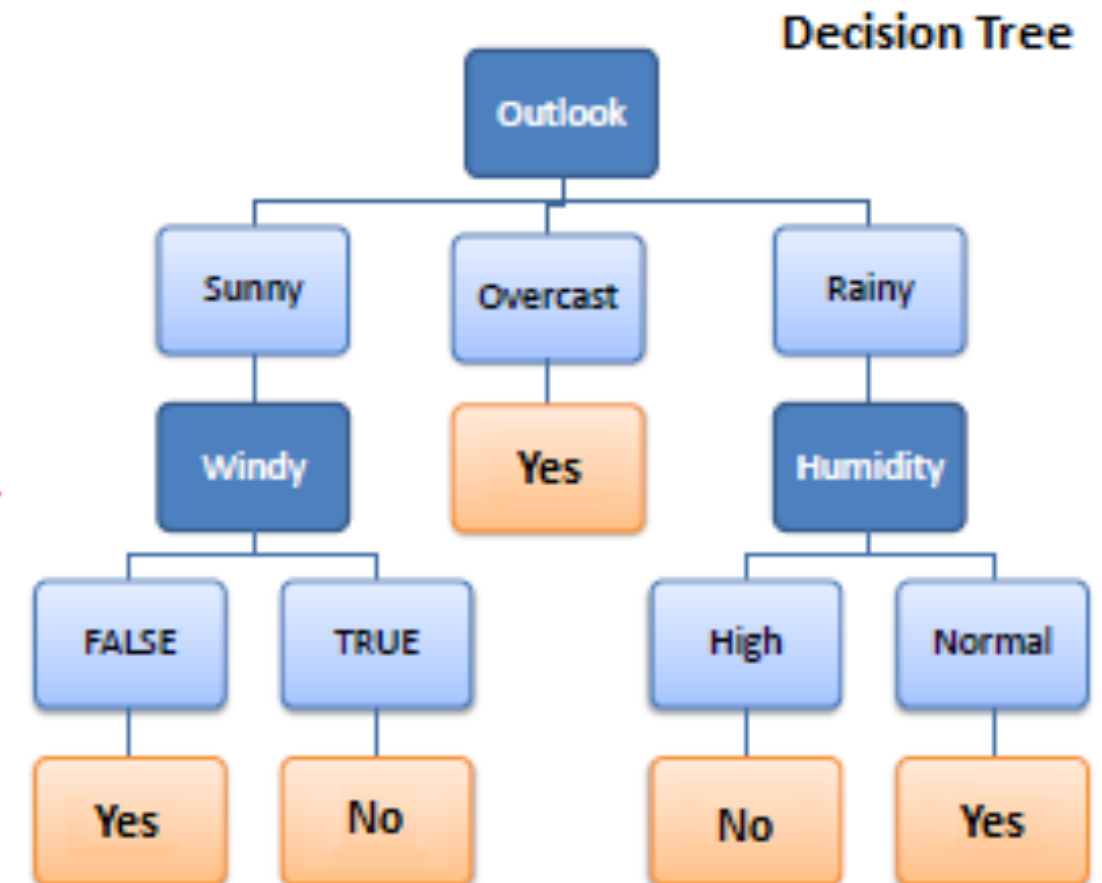 Decision Tree
Outlook
Sunny
Overcast
Rainy
Windy
Yes
Humidity
FALSE
TRUE
High
Normal
Yes
No
No
Yes